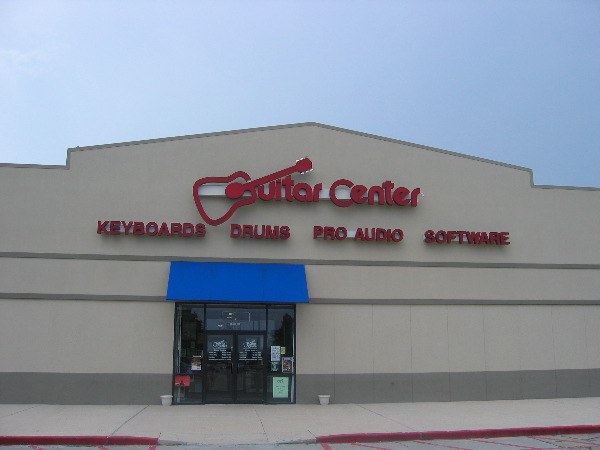 Guitar Center
KEYBOARDS DRUMS PRO AUDIO SOFTWARE